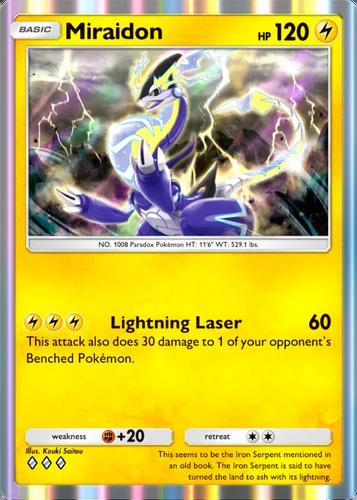 BASIC Miraidon HP 120
NO. 1008 Paradox Pokémon HT: 11'6" WT: 529.1 lbs.
Lightning Laser 60
This attack also does 30 damage to 1 of your opponent's
Benched Pokémon.
weakness +20 retreat
Illus. Kouki Saitou
This seems to be the Iron Serpent mentioned in
an old book. The Iron Serpent is said to have
turned the land to ash with its lightning.